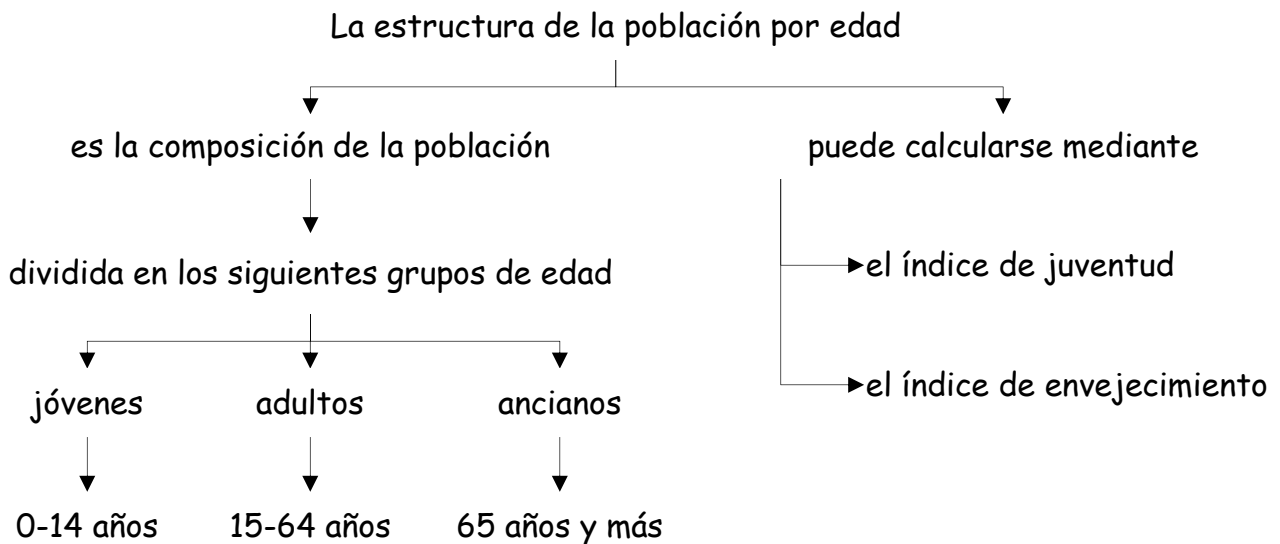 La estructura de la población por edad
es la composición de la población
puede calcularse mediante
dividida en los siguientes grupos de edad
el índice de juventud
el índice de envejecimiento
jóvenes
adultos
ancianos
0-14 años
15-64 años
65 años y más